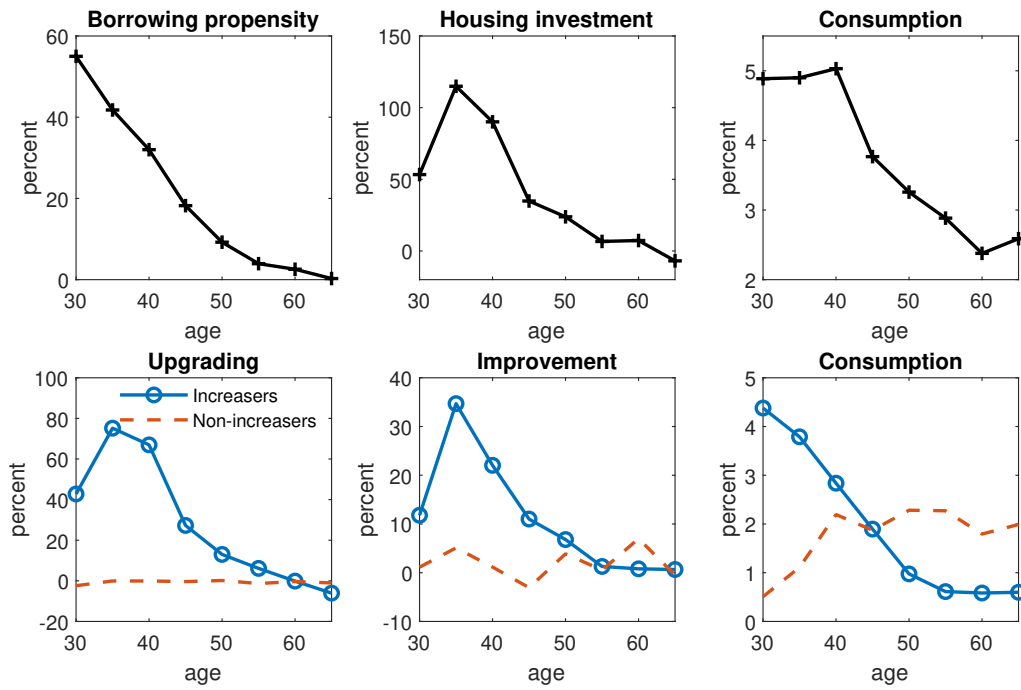 Borrowing propensity
60
40
20
0
percent
30 40 50 60
age
Housing investment
150
100
50
0
percent
30 40 50 60
age
Consumption
5
4
3
2
percent
30 40 50 60
age
Upgrading
100
80
60
40
20
0
-20
percent
Increasers
Non-increasers
30 40 50 60
age
Improvement
40
30
20
10
0
-10
percent
30 40 50 60
age
Consumption
5
4
3
2
1
0
percent
30 40 50 60
age